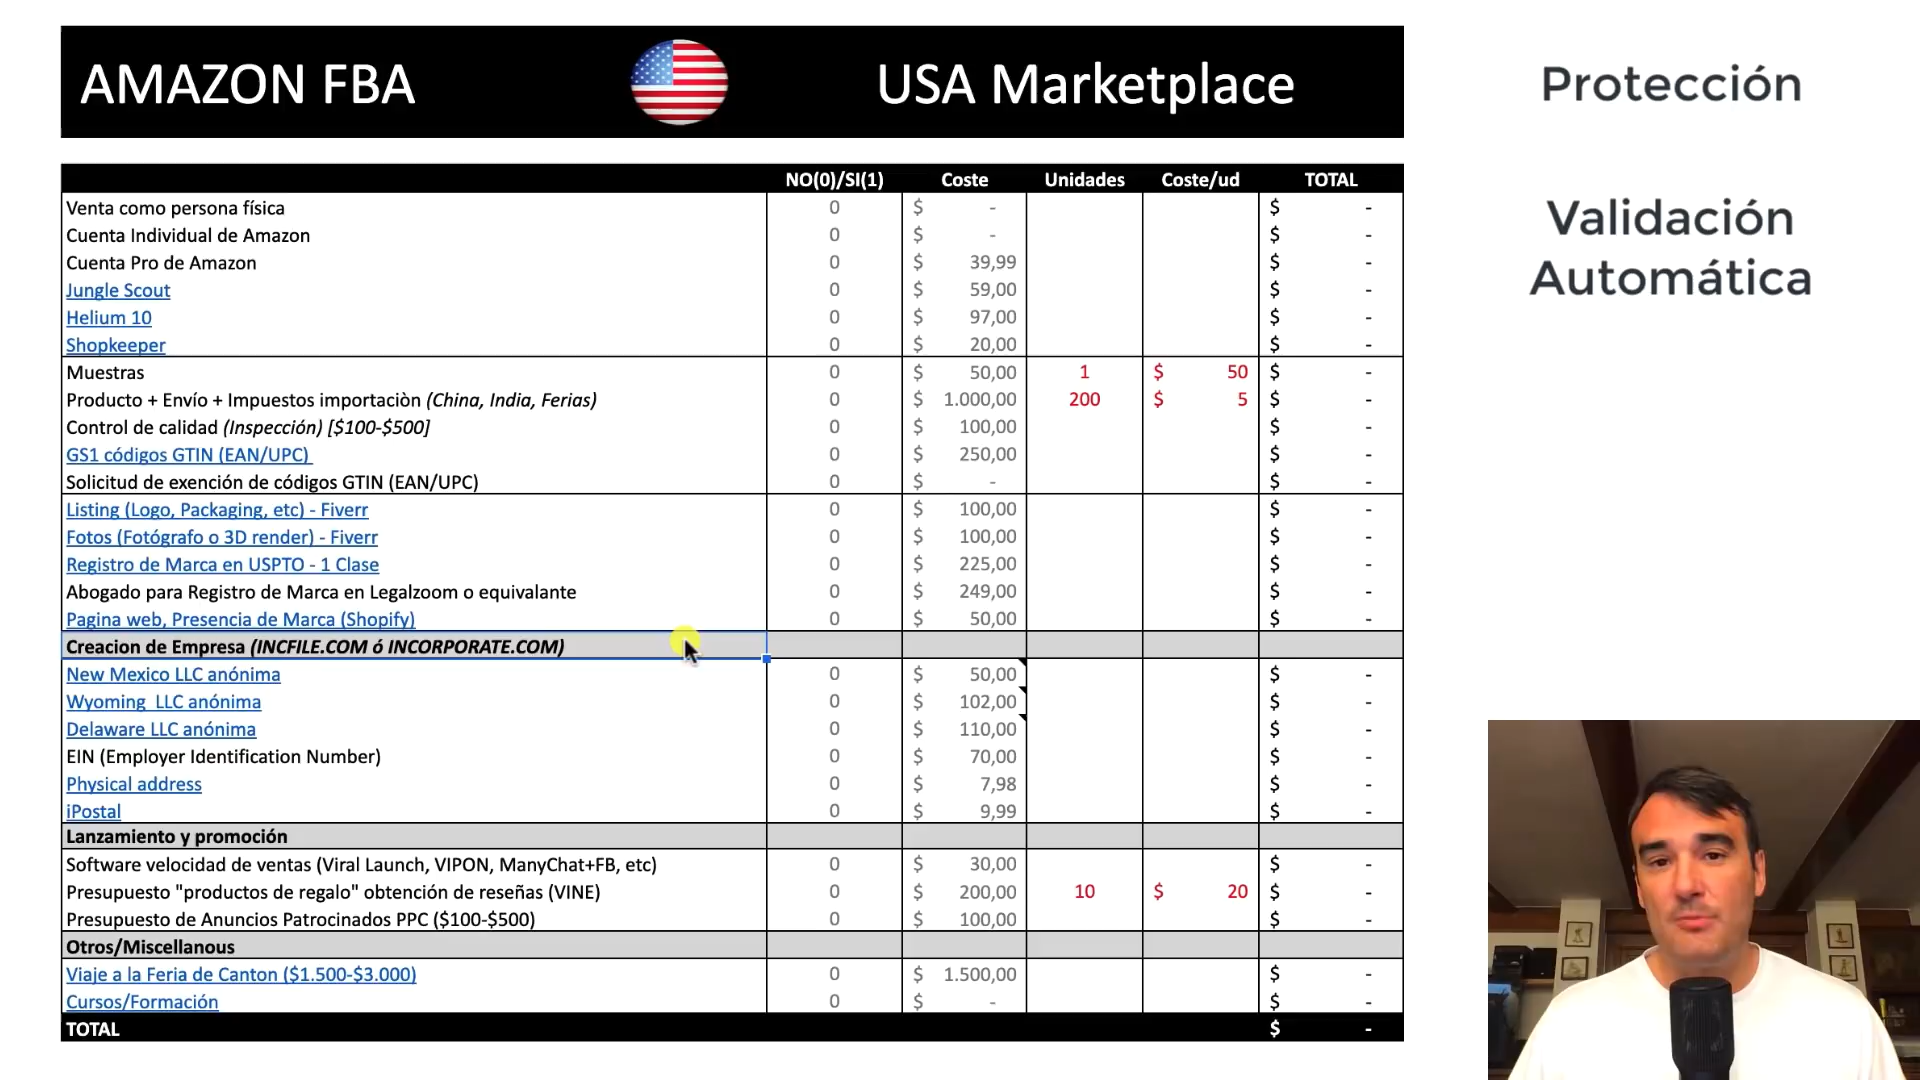 AMAZON FBA USA Marketplace
Protección
Validación
Automática
NO(0)/SI(1) Coste Unidades Coste/ud TOTAL
Venta como persona física 0 $ - $ -
Cuenta Individual de Amazon 0 $ - $ -
Cuenta Pro de Amazon 0 $ 39,99 $ -
Jungle Scout 0 $ 59,00 $ -
Helium 10 0 $ 97,00 $ -
Shopkeeper 0 $ 20,00 $ -
Muestras 0 $ 50,00 1 $ 50 $ -
Producto + Envío + Impuestos importaciòn (China, India, Ferias) 0 $ 1.000,00 200 $ 5 $ -
Control de calidad (Inspección) [$100-$500] 0 $ 100,00 $ -
GS1 códigos GTIN (EAN/UPC) 0 $ 250,00 $ -
Solicitud de exención de códigos GTIN (EAN/UPC) 0 $ - $ -
Listing (Logo, Packaging, etc) - Fiverr 0 $ 100,00 $ -
Fotos (Fotógrafo o 3D render) - Fiverr 0 $ 100,00 $ -
Registro de Marca en USPTO - 1 Clase 0 $ 225,00 $ -
Abogado para Registro de Marca en Legalzoom o equivalante 0 $ 249,00 $ -
Pagina web, Presencia de Marca (Shopify) 0 $ 50,00 $ -
Creacion de Empresa (INCFILE.COM ó INCORPORATE.COM)
New Mexico LLC anónima 0 $ 50,00 $ -
Wyoming LLC anónima 0 $ 102,00 $ -
Delaware LLC anónima 0 $ 110,00 $ -
EIN (Employer Identification Number) 0 $ 70,00 $ -
Physical address 0 $ 7,98 $ -
iPostal 0 $ 9,99 $ -
Lanzamiento y promoción
Software velocidad de ventas (Viral Launch, VIPON, ManyChat+FB, etc) 0 $ 30,00 $ -
Presupuesto "productos de regalo" obtención de reseñas (VINE) 0 $ 200,00 10 $ 20 $ -
Presupuesto de Anuncios Patrocinados PPC ($100-$500) 0 $ 100,00 $ -
Otros/Miscellanous
Viaje a la Feria de Canton ($1.500-$3.000) 0 $ 1.500,00 $ -
Cursos/Formación 0 $ - $ -
TOTAL $ -